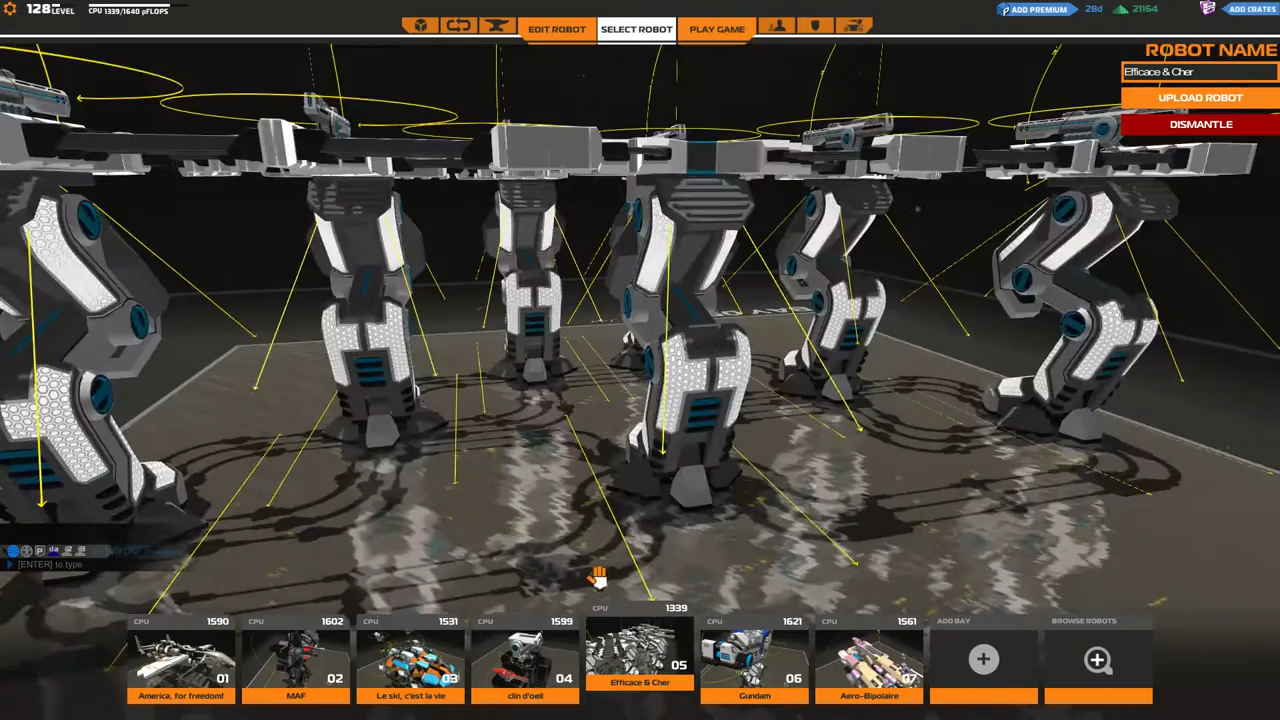 128 LEVEL
CPU 1339/1640 pFLOPS
EDIT ROBOT
SELECT ROBOT
PLAY GAME
ADD PREMIUM
28d
21164
ADD CRATES
ROBOT NAME
Efficace & Cher
UPLOAD ROBOT
DISMANTLE
[ENTER] to type
CPU 1590
01
America, for freedom!
CPU 1602
02
MAF
CPU 1531
03
Le ski, c'est la vie
CPU 1599
04
clin d'oeil
CPU 1339
05
Efficace & Cher
CPU 1621
06
Gundam
CPU 1561
07
Aero-Bipolaire
ADD BAY
BROWSE ROBOTS